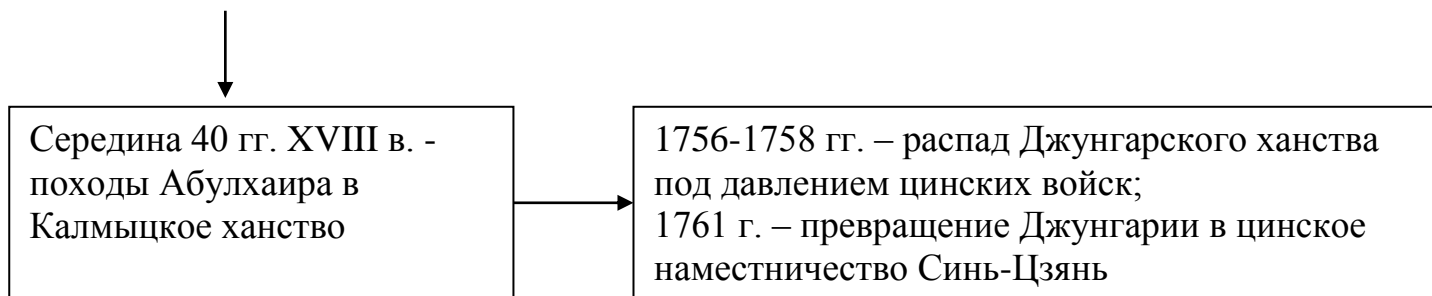 Середина 40 гг. XVIII в. -
походы Абулхаира в
Калмыцкое ханство
1756-1758 гг. – распад Джунгарского ханства
под давлением цинских войск;
1761 г. – превращение Джунгарии в цинское
наместничество Синь-Цзянь